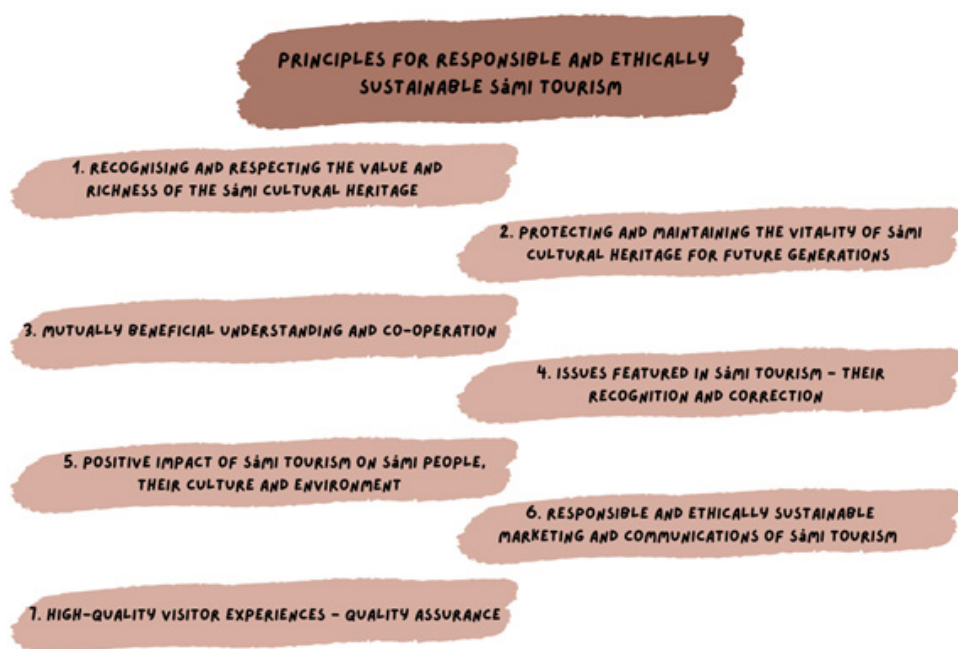 PRINCIPLES FOR RESPONSIBLE AND ETHICALLY
SUSTAINABLE SÁMI TOURISM
1. RECOGNISING AND RESPECTING THE VALUE AND
RICHNESS OF THE SÁMI CULTURAL HERITAGE
2. PROTECTING AND MAINTAINING THE VITALITY OF SÁMI
CULTURAL HERITAGE FOR FUTURE GENERATIONS
3. MUTUALLY BENEFICIAL UNDERSTANDING AND CO-OPERATION
4. ISSUES FEATURED IN SÁMI TOURISM – THEIR
RECOGNITION AND CORRECTION
5. POSITIVE IMPACT OF SÁMI TOURISM ON SÁMI PEOPLE,
THEIR CULTURE AND ENVIRONMENT
6. RESPONSIBLE AND ETHICALLY SUSTAINABLE
MARKETING AND COMMUNICATIONS OF SÁMI TOURISM
7. HIGH-QUALITY VISITOR EXPERIENCES – QUALITY ASSURANCE